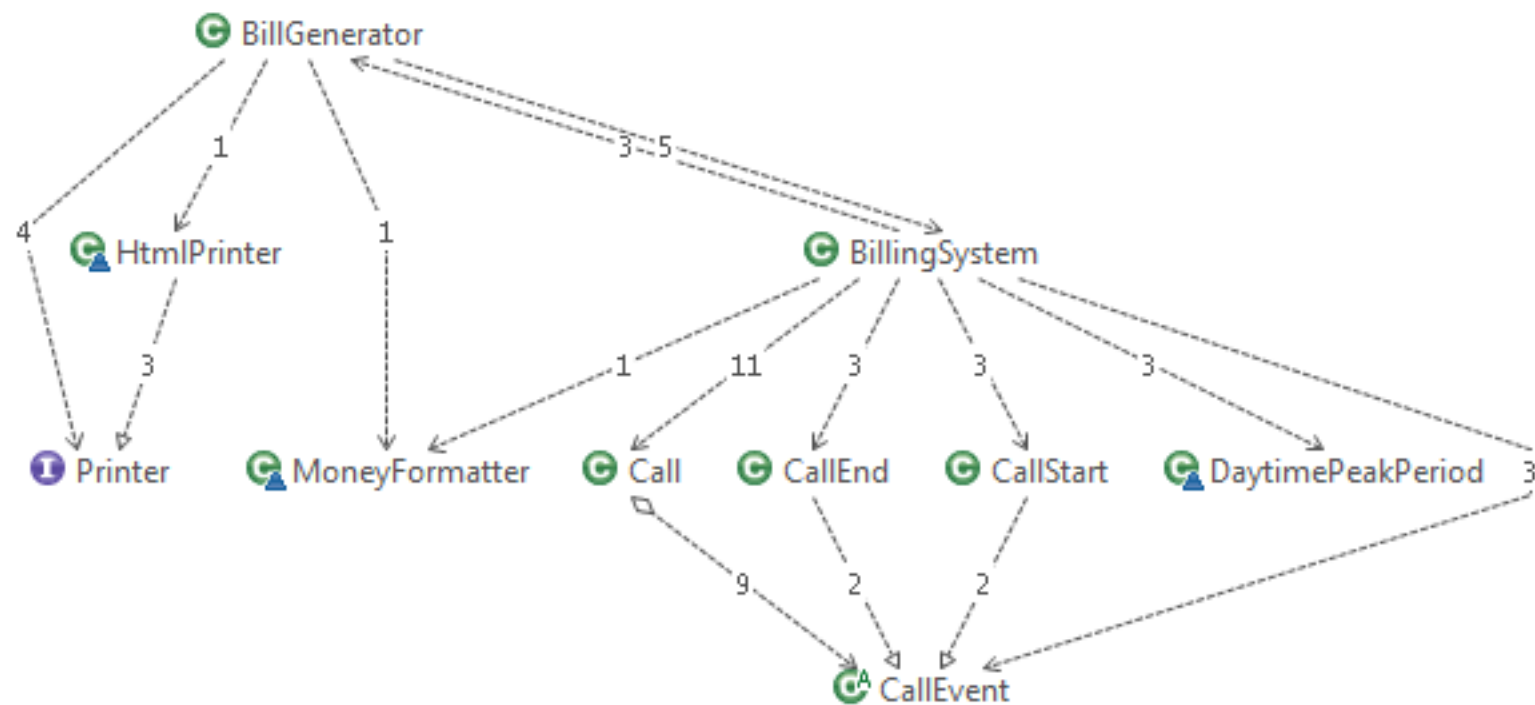 BillGenerator
1
3 5
4
1
HtmlPrinter
BillingSystem
3
1
11
3
3
3
Printer
MoneyFormatter
Call
CallEnd
CallStart
DaytimePeakPeriod
3
9
2
2
CallEvent